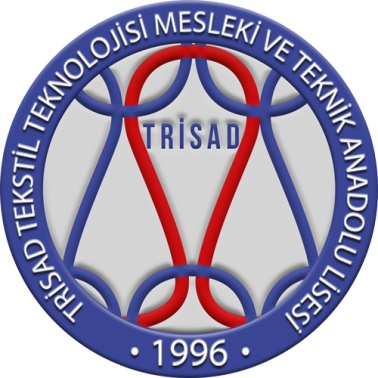 TRİSAD TEKSTİL TEKNOLOJİSİ MESLEKİ VE TEKNİK ANADOLU LİSESİ
TRİSAD
• 1996 •